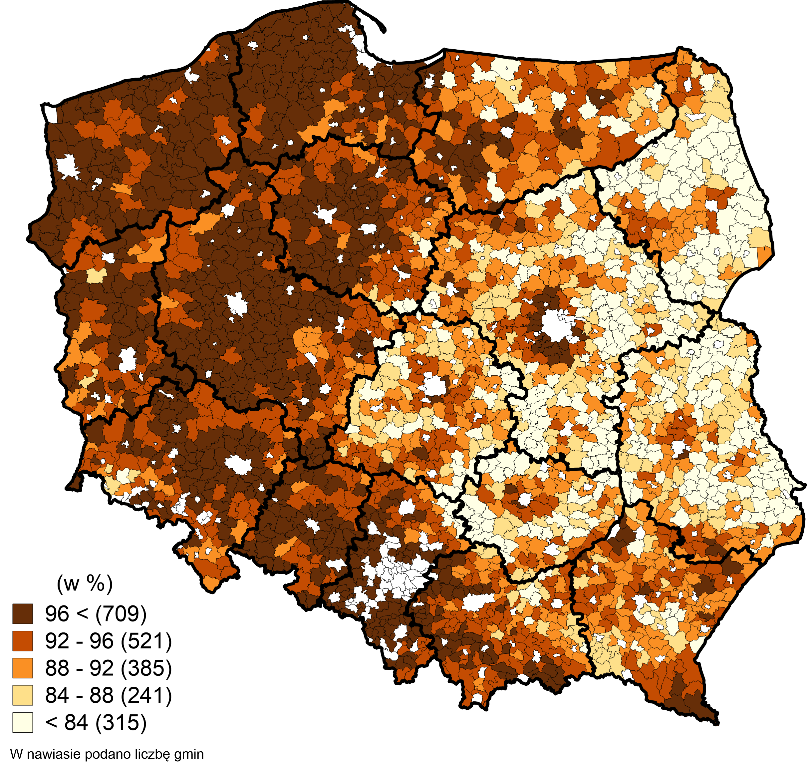 (w %)
96 < (709)
92 - 96 (521)
88 - 92 (385)
84 - 88 (241)
< 84 (315)
W nawiasie podano liczbę gmin